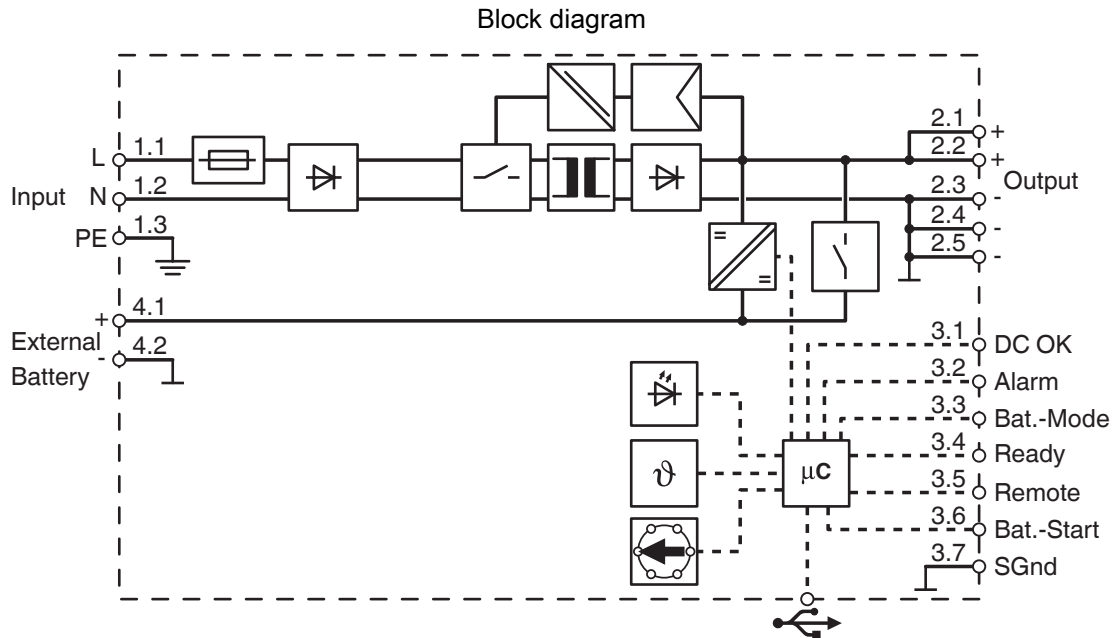 Block diagram
Input
L 1.1
N 1.2
PE 1.3
External Battery
+ 4.1
- 4.2
= =
ϑ
µC
2.1 +
2.2 +
Output
2.3 -
2.4 -
2.5 -
3.1 DC OK
3.2 Alarm
3.3 Bat.-Mode
3.4 Ready
3.5 Remote
3.6 Bat.-Start
3.7 SGnd